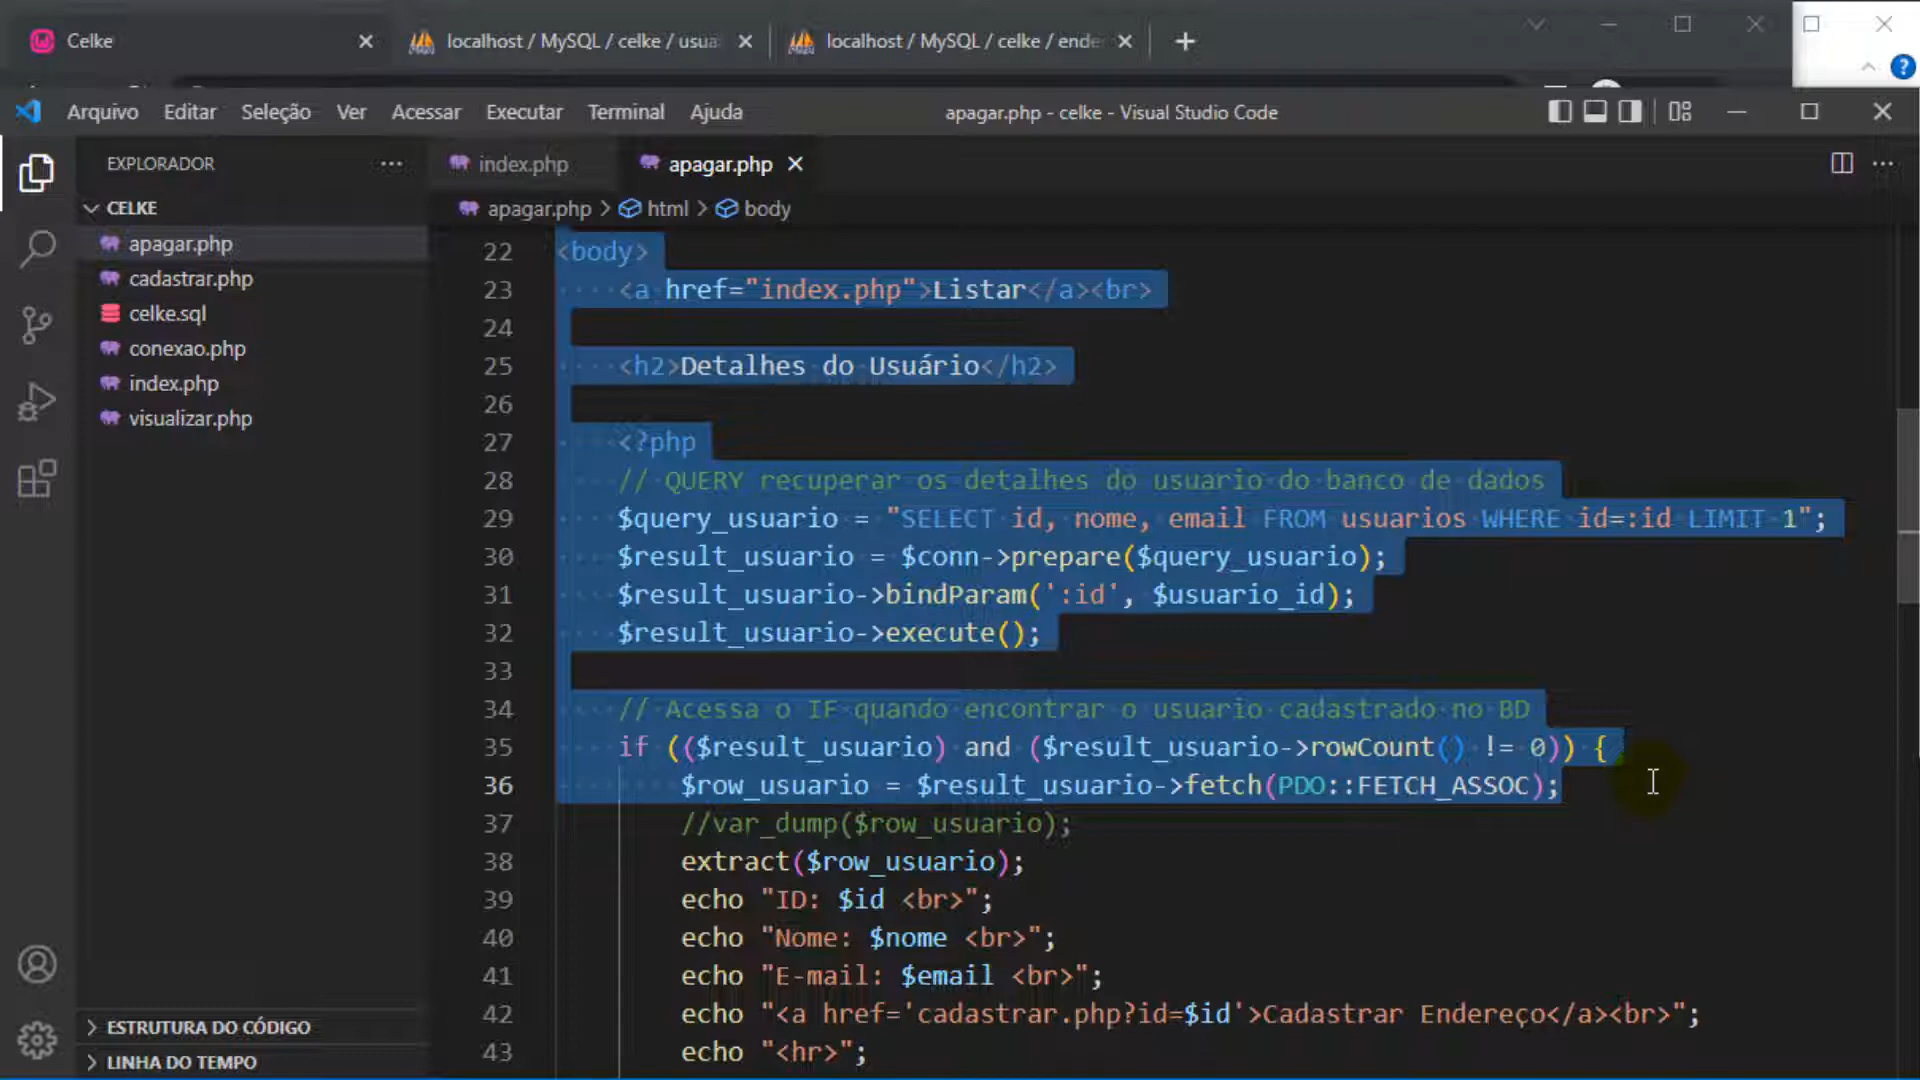 Celke
localhost / MySQL / celke / usua
localhost / MySQL / celke / ende
Arquivo Editar Seleção Ver Acessar Executar Terminal Ajuda
apagar.php - celke - Visual Studio Code
EXPLORADOR
index.php
apagar.php
CELKE
apagar.php > html > body
apagar.php
cadastrar.php
celke.sql
conexao.php
index.php
visualizar.php
22 <body>
23 <a href="index.php">Listar</a><br>
24
25 <h2>Detalhes do Usuário</h2>
26
27 <?php
28 // QUERY recuperar os detalhes do usuario do banco de dados
29 $query_usuario = "SELECT id, nome, email FROM usuarios WHERE id=:id LIMIT 1";
30 $result_usuario = $conn->prepare($query_usuario);
31 $result_usuario->bindParam(':id', $usuario_id);
32 $result_usuario->execute();
33
34 // Acessa o IF quando encontrar o usuario cadastrado no BD
35 if (($result_usuario) and ($result_usuario->rowCount() != 0)) {
36 $row_usuario = $result_usuario->fetch(PDO::FETCH_ASSOC);
37 //var_dump($row_usuario);
38 extract($row_usuario);
39 echo "ID: $id <br>";
40 echo "Nome: $nome <br>";
41 echo "E-mail: $email <br>";
42 echo "<a href='cadastrar.php?id=$id'>Cadastrar Endereço</a><br>";
43 echo "<hr>";
ESTRUTURA DO CÓDIGO
LINHA DO TEMPO